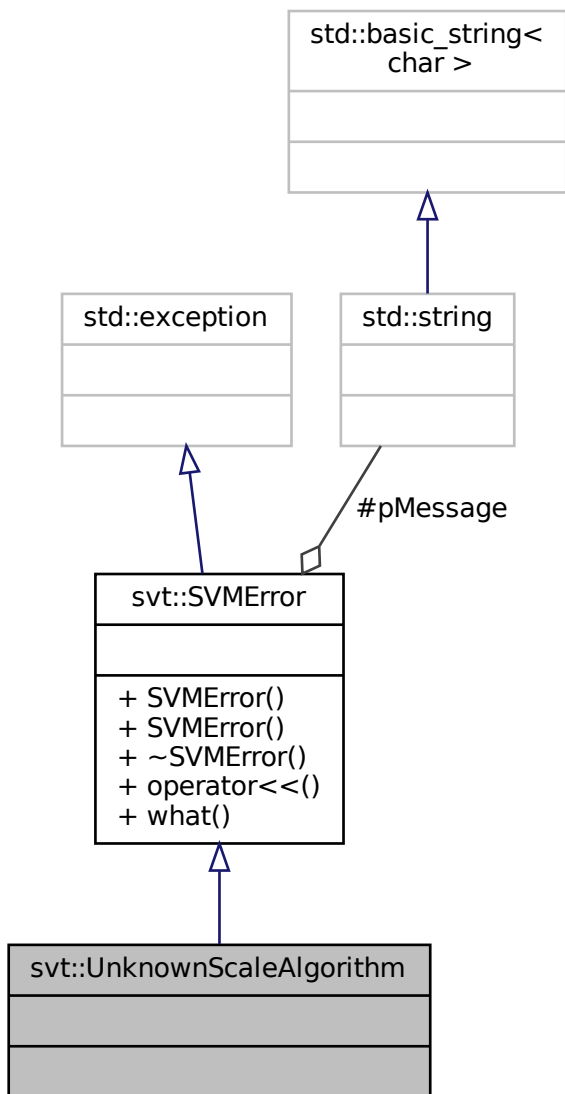 std::basic_string<
char >
std::exception
std::string
#pMessage
svt::SVMError
+ SVMError()
+ SVMError()
+ ~SVMError()
+ operator<<()
+ what()
svt::UnknownScaleAlgorithm